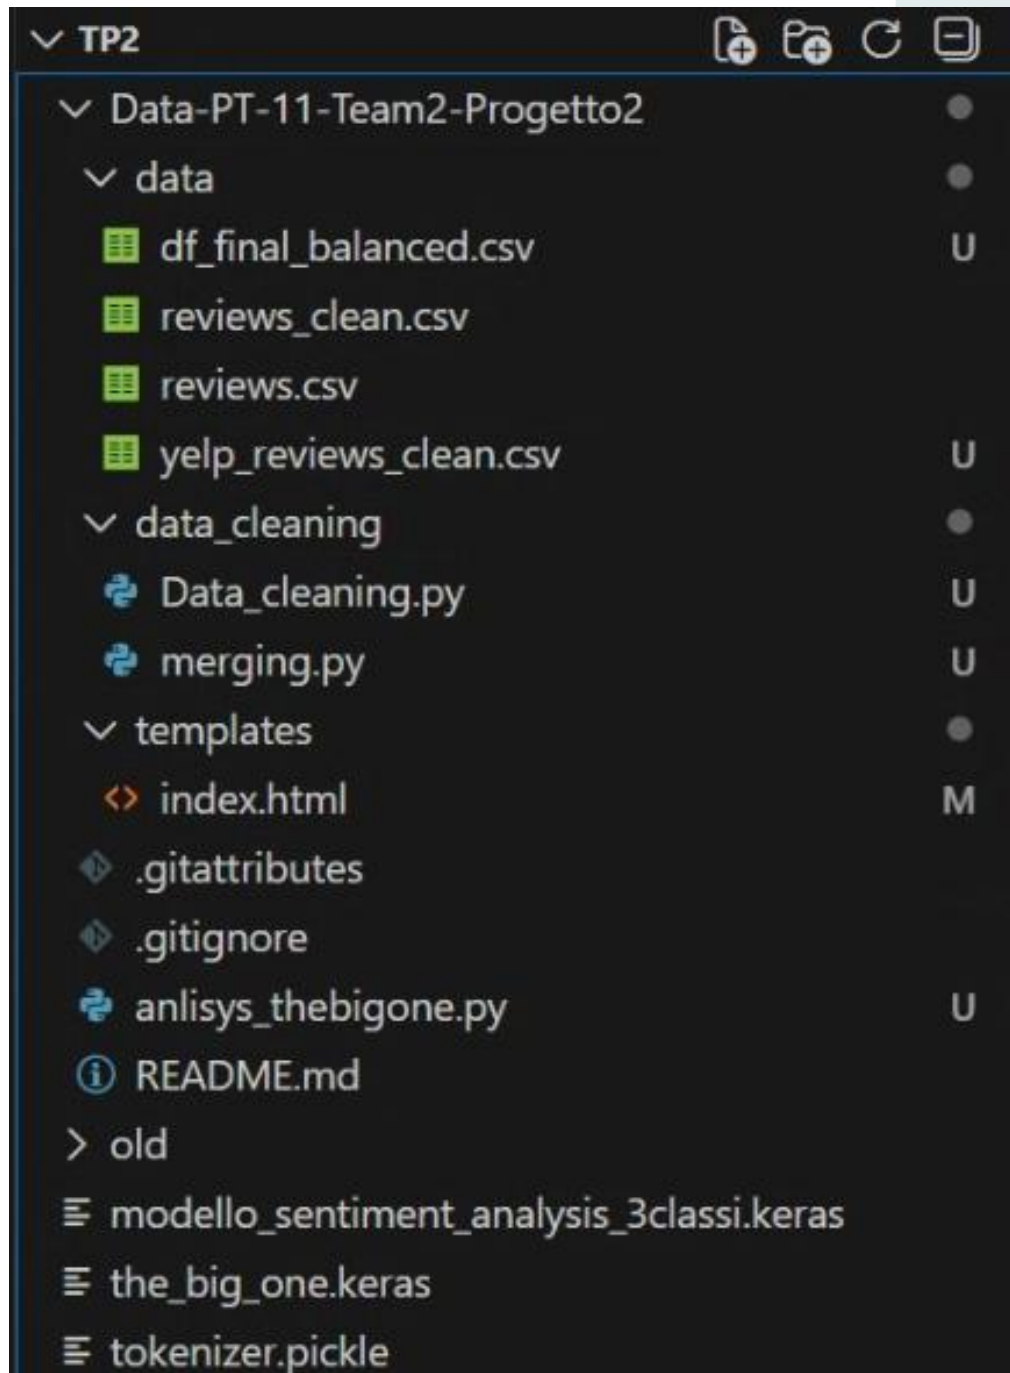 TP2
Data-PT-11-Team2-Progetto2
data
df_final_balanced.csv U
reviews_clean.csv
reviews.csv
yelp_reviews_clean.csv U
data_cleaning
Data_cleaning.py U
merging.py U
templates
index.html M
.gitattributes
.gitignore
anlisys_thebigone.py U
README.md
old
modello_sentiment_analysis_3classi.keras
the_big_one.keras
tokenizer.pickle